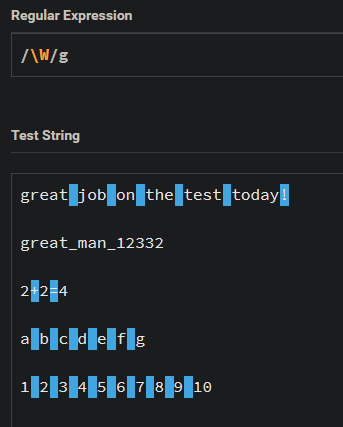 Regular Expression
/\W/g
Test String
great job on the test today!
great_man_12332
2+2=4
a b c d e f g
1 2 3 4 5 6 7 8 9 10